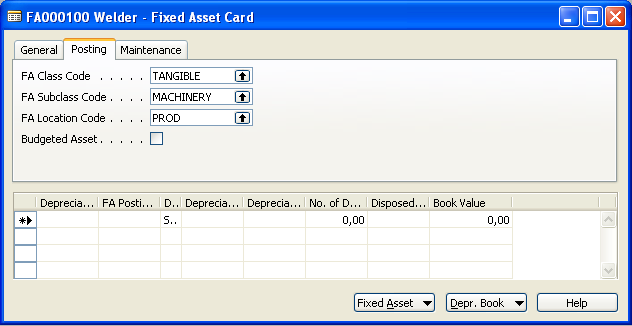 FA000100 Welder - Fixed Asset Card
General Posting Maintenance
FA Class Code . . . . . TANGIBLE
FA Subclass Code . . . . MACHINERY
FA Location Code . . . . . PROD
Budgeted Asset . . . . .
Deprecia... FA Posti... D... Deprecia... Deprecia... No. of D... Disposed... Book Value
S.. 0,00 0,00
Fixed Asset Depr. Book Help